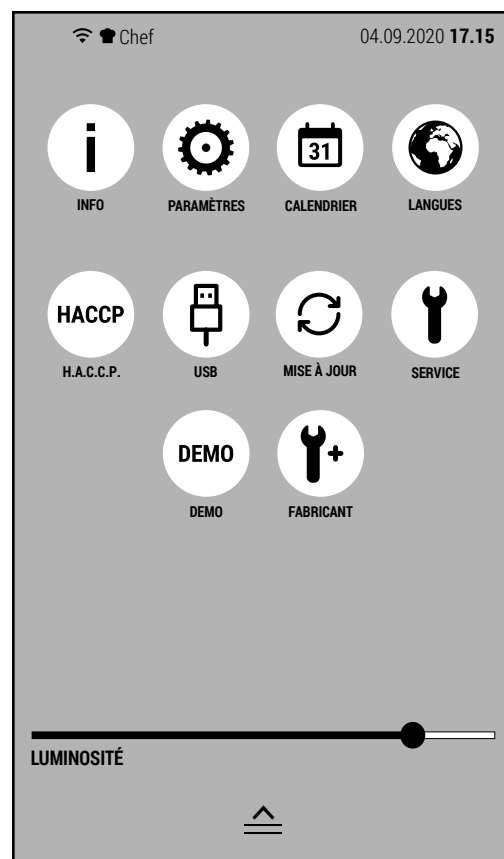 Chef 04.09.2020 17.15
i 31
INFO PARAMÈTRES CALENDRIER LANGUES
HACCP
H.A.C.C.P. USB MISE À JOUR SERVICE
DEMO
DEMO FABRICANT
LUMINOSITÉ